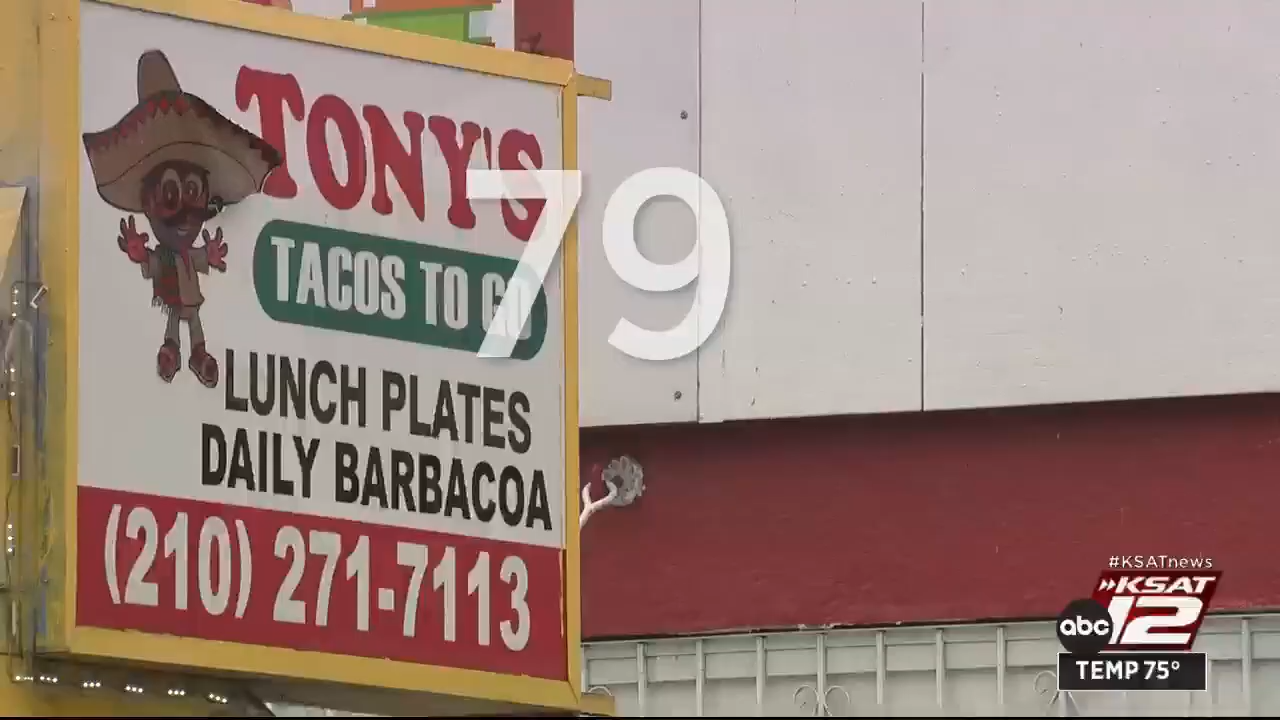 TONY'S
TACOS TO GO
79
LUNCH PLATES
DAILY BARBACOA
(210) 271-7113
#KSATnews
KSAT
abc 12
TEMP 75°